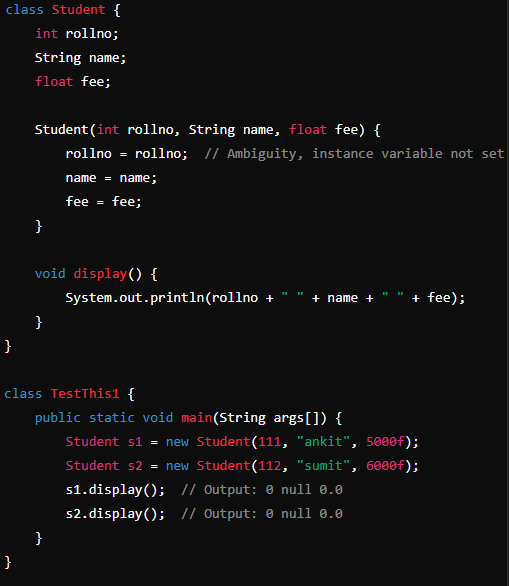 class Student {
    int rollno;
    String name;
    float fee;

    Student(int rollno, String name, float fee) {
        rollno = rollno;  // Ambiguity, instance variable not set
        name = name;
        fee = fee;
    }

    void display() {
        System.out.println(rollno + " " + name + " " + fee);
    }
}

class TestThis1 {
    public static void main(String args[]) {
        Student s1 = new Student(111, "ankit", 5000f);
        Student s2 = new Student(112, "sumit", 6000f);
        s1.display();  // Output: 0 null 0.0
        s2.display();  // Output: 0 null 0.0
    }
}